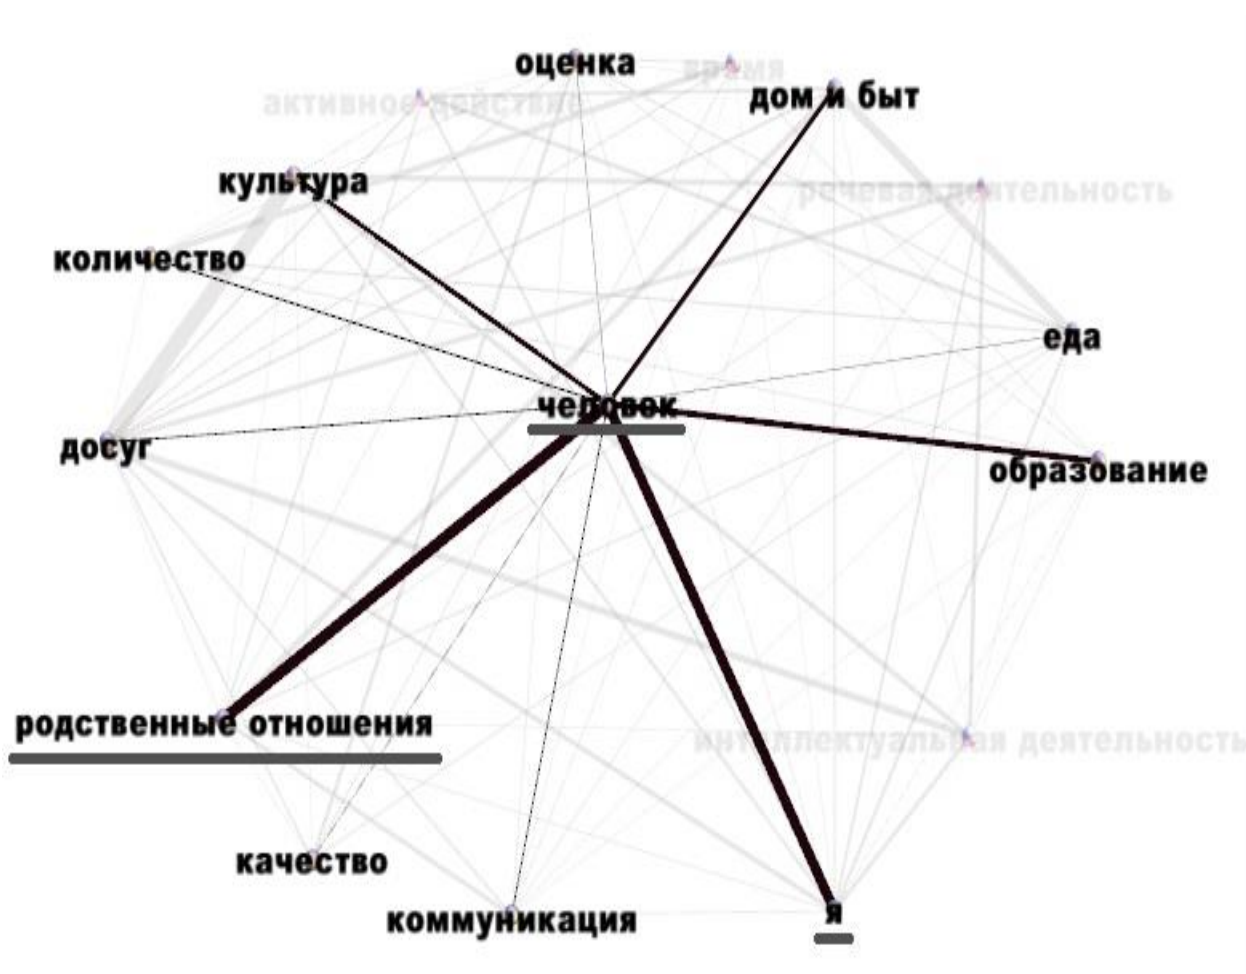 оценка
время
дом и быт
активное действие
культура
речевая деятельность
количество
еда
человек
досуг
образование
родственные отношения
интеллектуальная деятельность
качество
коммуникация
я